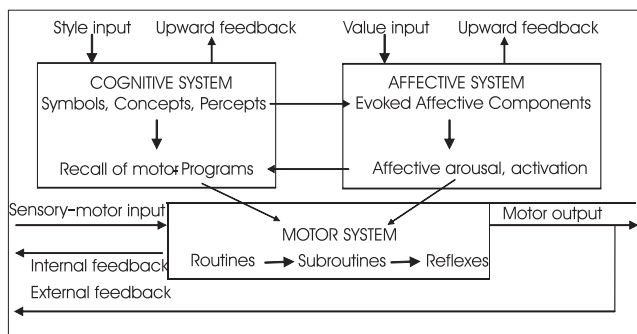 Style input Upward feedback Value input Upward feedback
COGNITIVE SYSTEM AFFECTIVE SYSTEM
Symbols, Concepts, Percepts Evoked Affective Components
Recall of motor-Programs Affective arousal, activation
Sensory-motor input Motor output
MOTOR SYSTEM
Routines Subroutines Reflexes
Internal feedback
External feedback